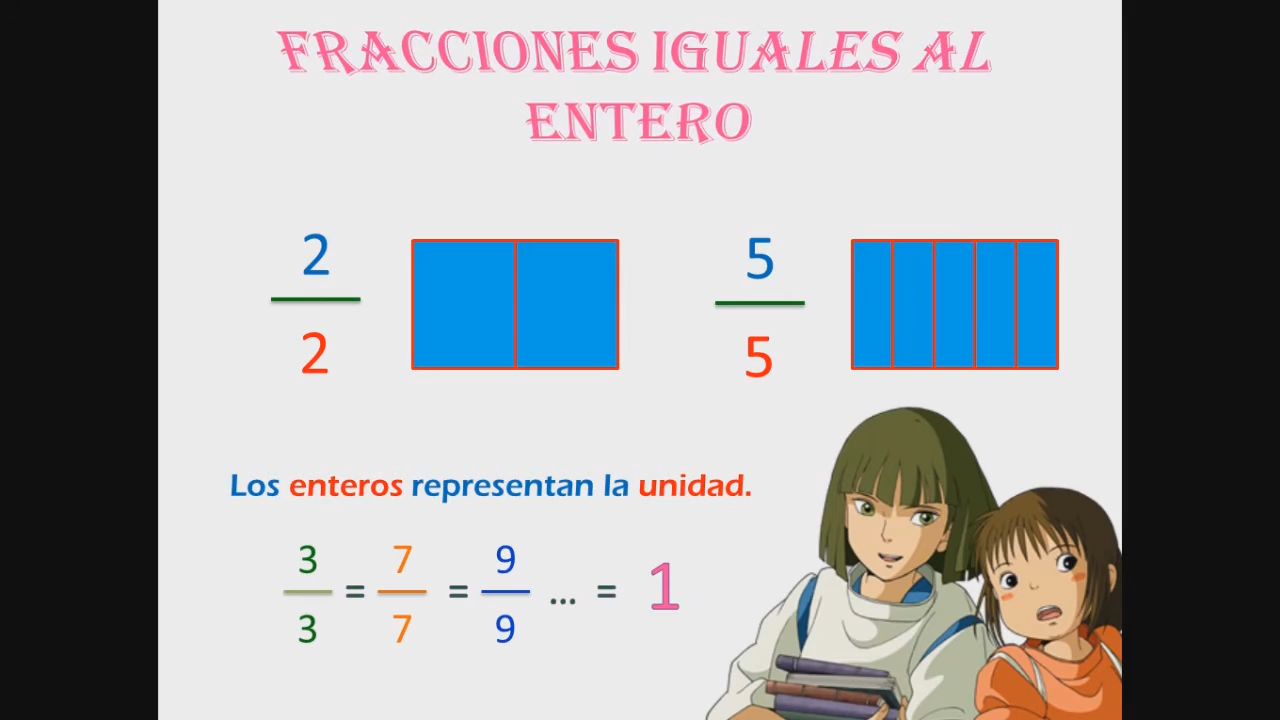 FRACCIONES IGUALES AL
ENTERO
2
2
5
5
Los enteros representan la unidad.
3/3 = 7/7 = 9/9 ... = 1